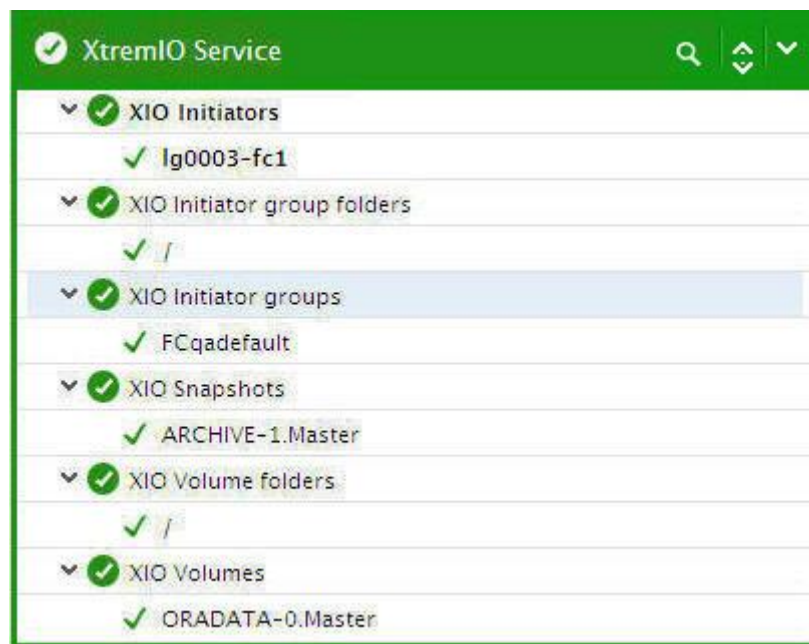 XtremIO Service
XIO Initiators
lg0003-fc1
XIO Initiator group folders
/
XIO Initiator groups
FCqadefault
XIO Snapshots
ARCHIVE-1.Master
XIO Volume folders
/
XIO Volumes
ORADATA-0.Master